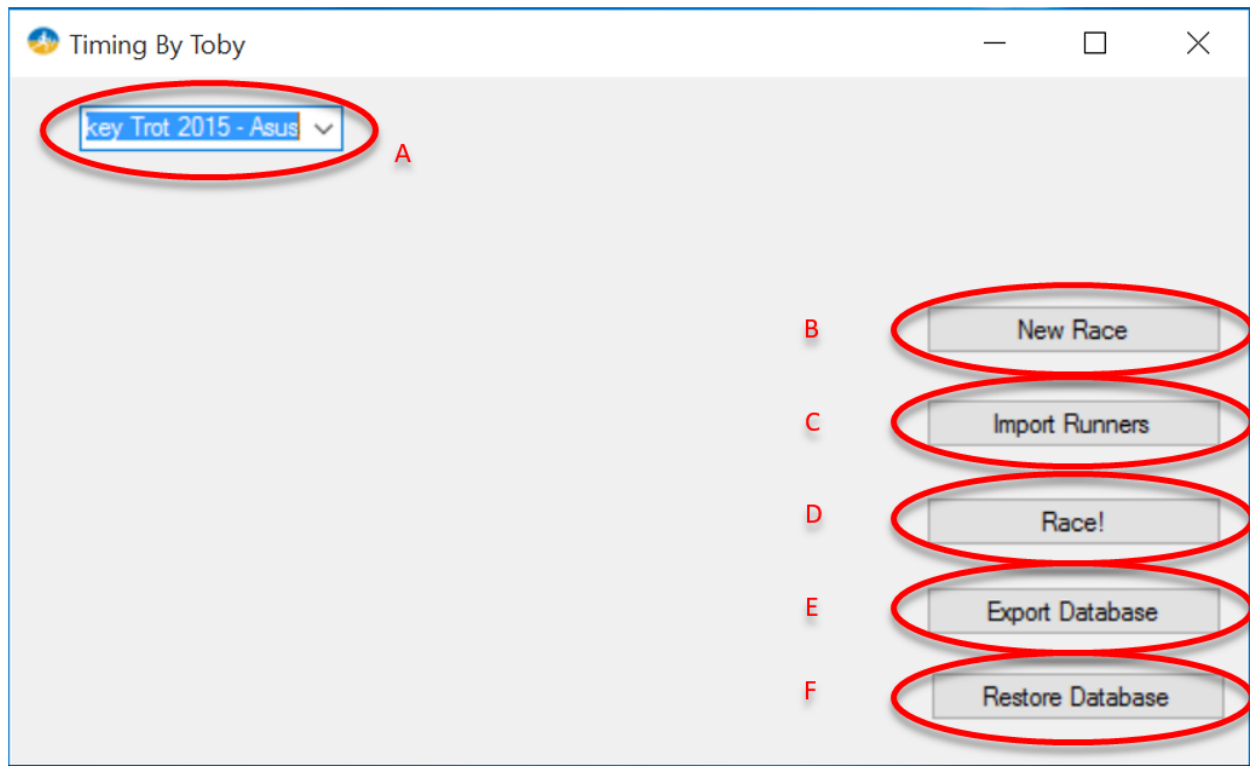 Timing By Toby
key Trot 2015 - Asus
A
B
New Race
C
Import Runners
D
Race!
E
Export Database
F
Restore Database